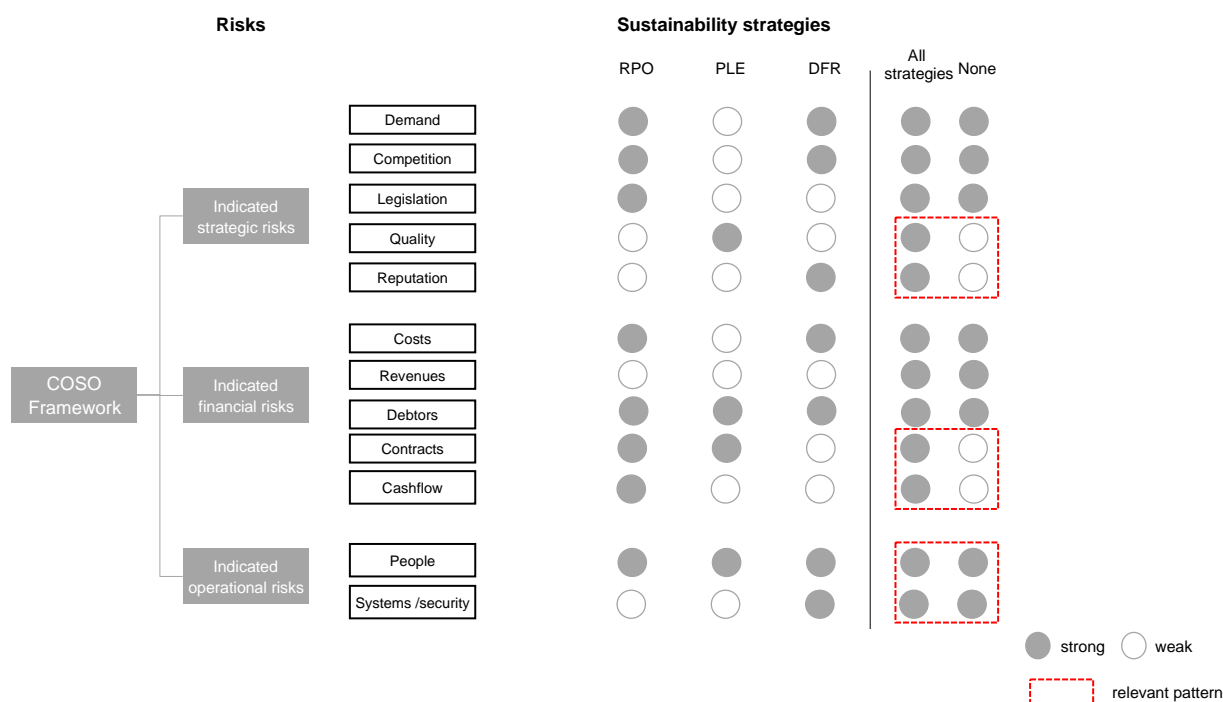 Risks
Sustainability strategies
RPO
PLE
DFR
All
strategies
None
Demand
Competition
Legislation
Quality
Reputation
Indicated
strategic risks
Costs
Revenues
Debtors
Contracts
Cashflow
COSO
Framework
Indicated
financial risks
People
Systems /security
Indicated
operational risks
strong
weak
relevant pattern